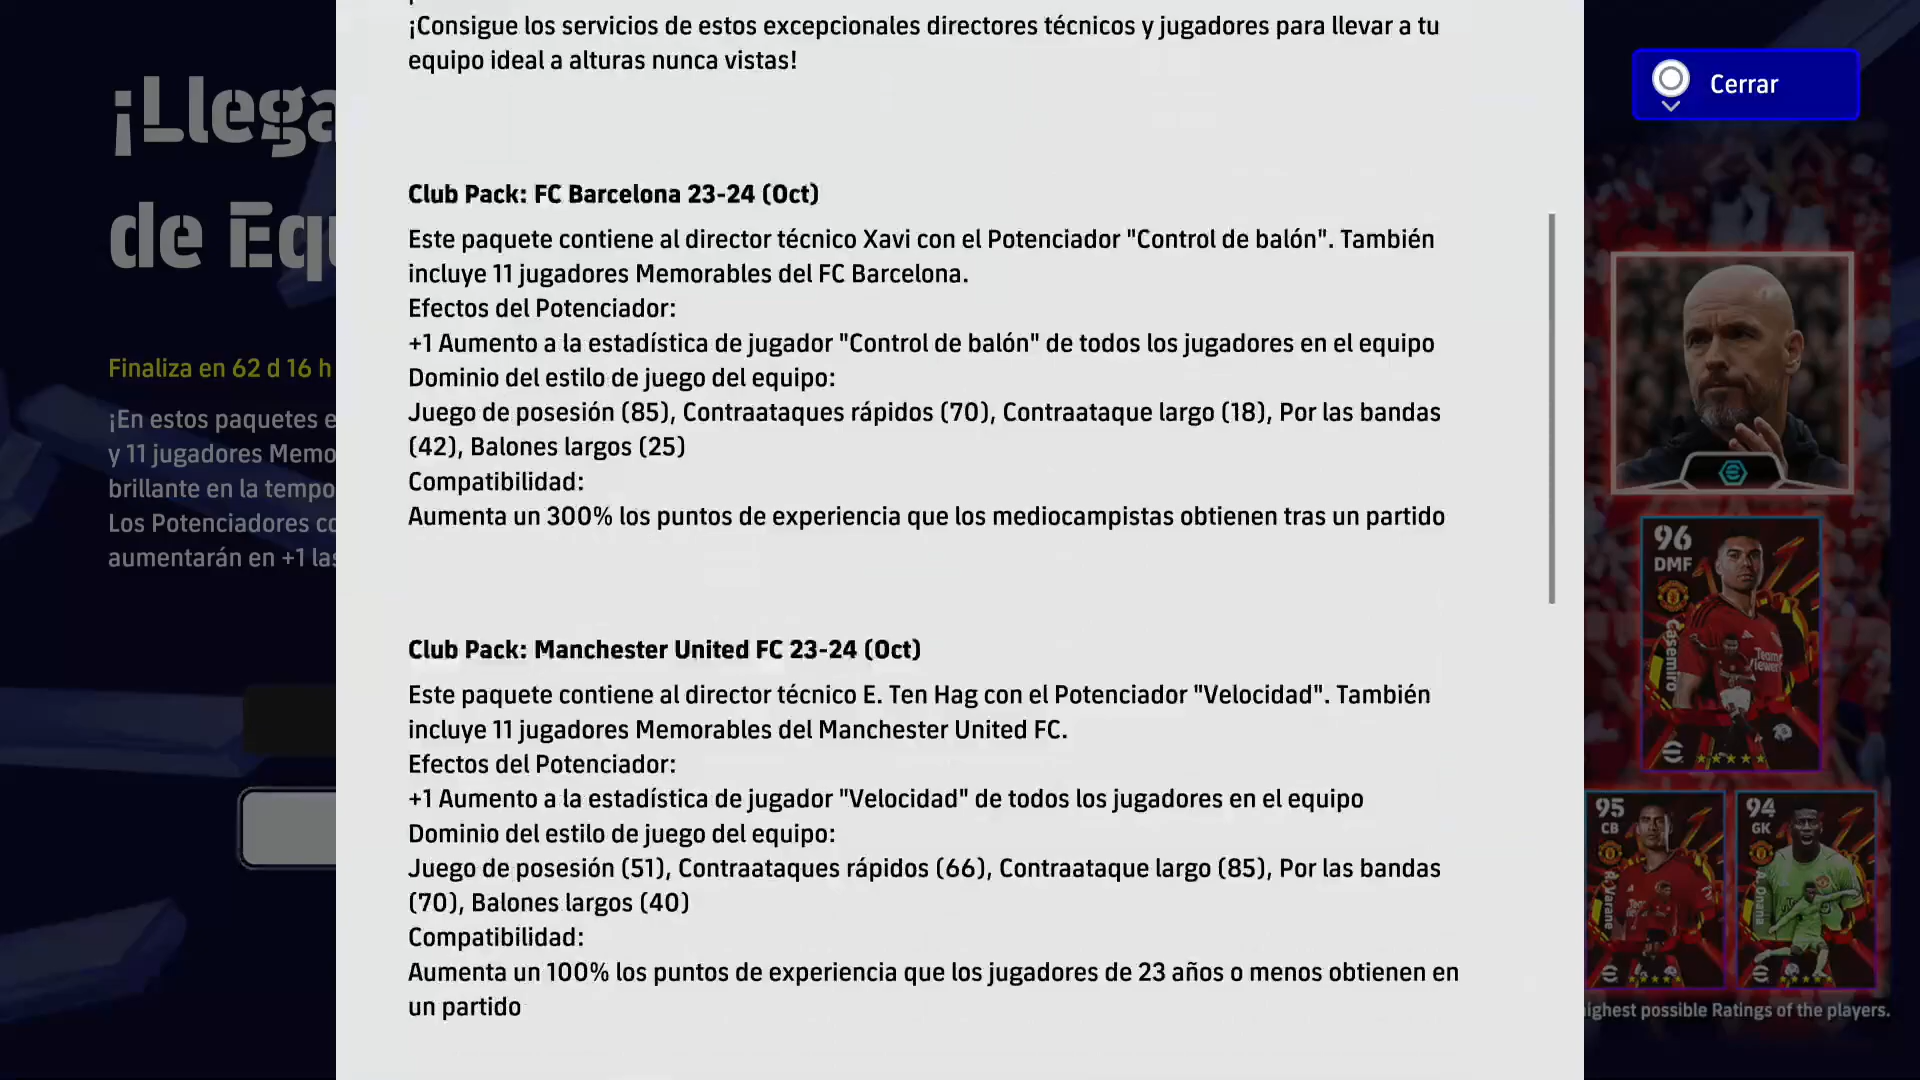 ¡Consigue los servicios de estos excepcionales directores técnicos y jugadores para llevar a tu
equipo ideal a alturas nunca vistas!
Cerrar
¡Llega
de Equ
Finaliza en 62 d 16 h
¡En estos paquetes e
y 11 jugadores Memo
brillante en la tempo
Los Potenciadores co
aumentarán en +1 las
Club Pack: FC Barcelona 23-24 (Oct)
Este paquete contiene al director técnico Xavi con el Potenciador "Control de balón". También
incluye 11 jugadores Memorables del FC Barcelona.
Efectos del Potenciador:
+1 Aumento a la estadística de jugador "Control de balón" de todos los jugadores en el equipo
Dominio del estilo de juego del equipo:
Juego de posesión (85), Contraataques rápidos (70), Contraataque largo (18), Por las bandas
(42), Balones largos (25)
Compatibilidad:
Aumenta un 300% los puntos de experiencia que los mediocampistas obtienen tras un partido
Club Pack: Manchester United FC 23-24 (Oct)
Este paquete contiene al director técnico E. Ten Hag con el Potenciador "Velocidad". También
incluye 11 jugadores Memorables del Manchester United FC.
Efectos del Potenciador:
+1 Aumento a la estadística de jugador "Velocidad" de todos los jugadores en el equipo
Dominio del estilo de juego del equipo:
Juego de posesión (51), Contraataques rápidos (66), Contraataque largo (85), Por las bandas
(70), Balones largos (40)
Compatibilidad:
Aumenta un 100% los puntos de experiencia que los jugadores de 23 años o menos obtienen en
un partido
96
DMF
Casemiro
95
CB
R. Varane
94
GK
A. Onana
ighest possible Ratings of the players.